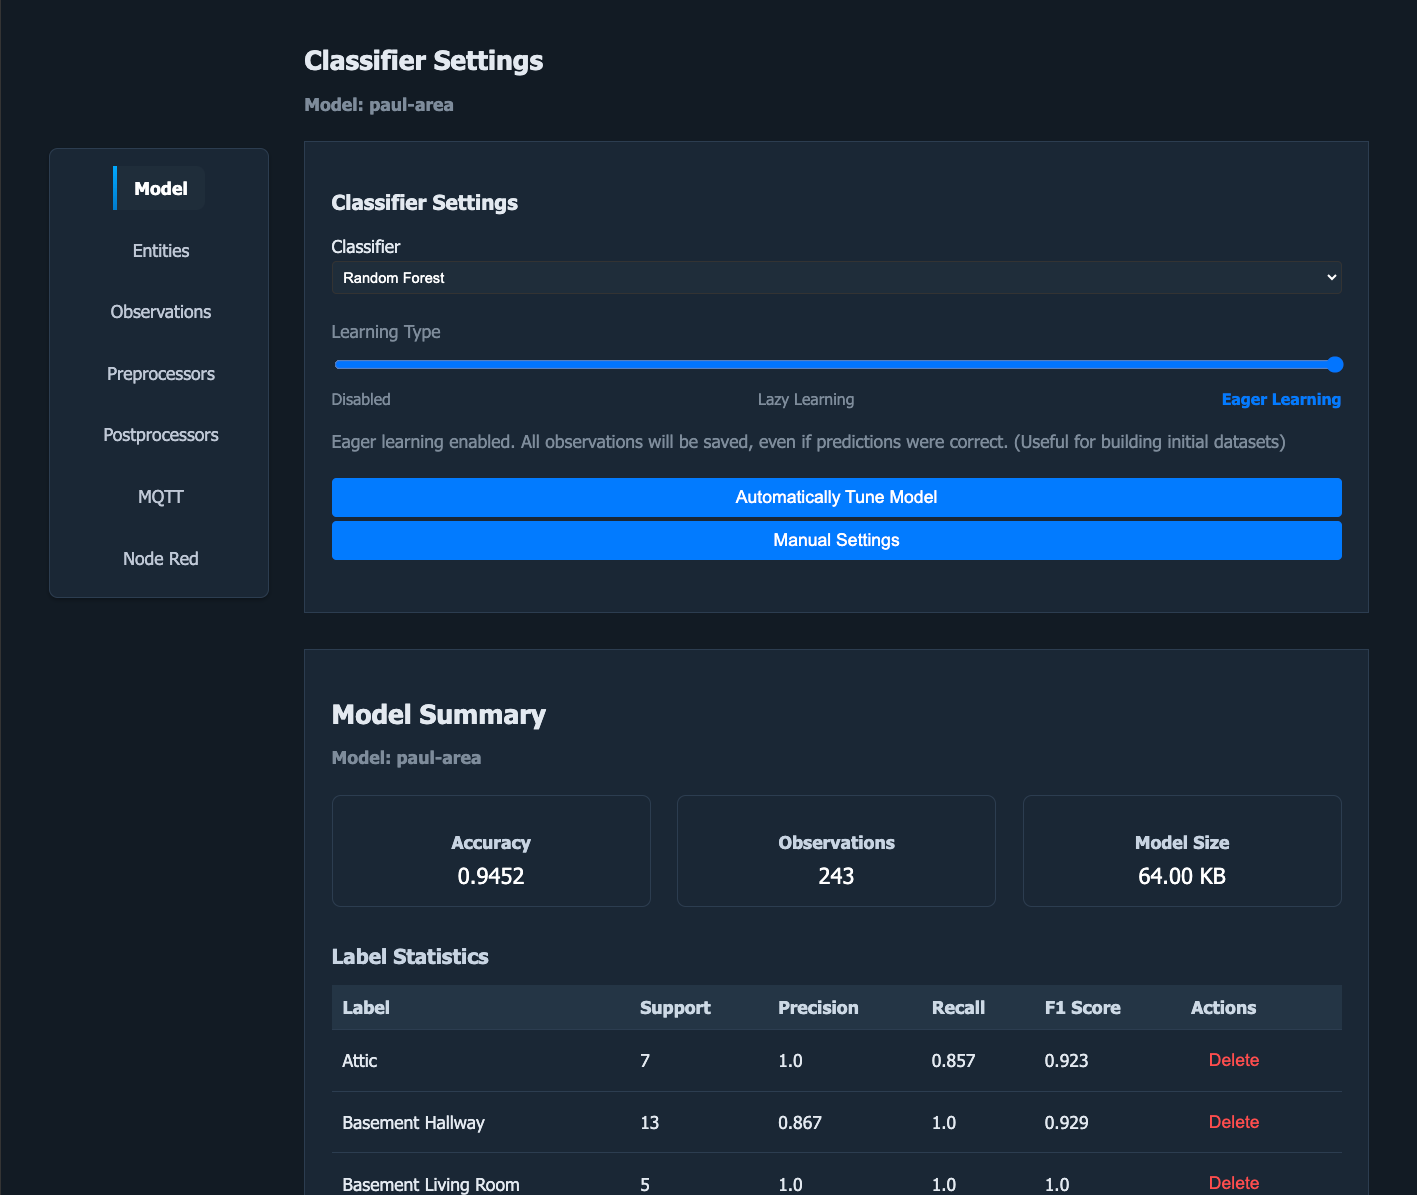 Classifier Settings
Model: paul-area
Model
Entities
Observations
Preprocessors
Postprocessors
MQTT
Node Red
Classifier Settings
Classifier
Random Forest
Learning Type
Disabled Lazy Learning Eager Learning
Eager learning enabled. All observations will be saved, even if predictions were correct. (Useful for building initial datasets)
Automatically Tune Model
Manual Settings
Model Summary
Model: paul-area
Accuracy Observations Model Size
0.9452 243 64.00 KB
Label Statistics
Label Support Precision Recall F1 Score Actions
Attic 7 1.0 0.857 0.923 Delete
Basement Hallway 13 0.867 1.0 0.929 Delete
Basement Living Room 5 1.0 1.0 1.0 Delete